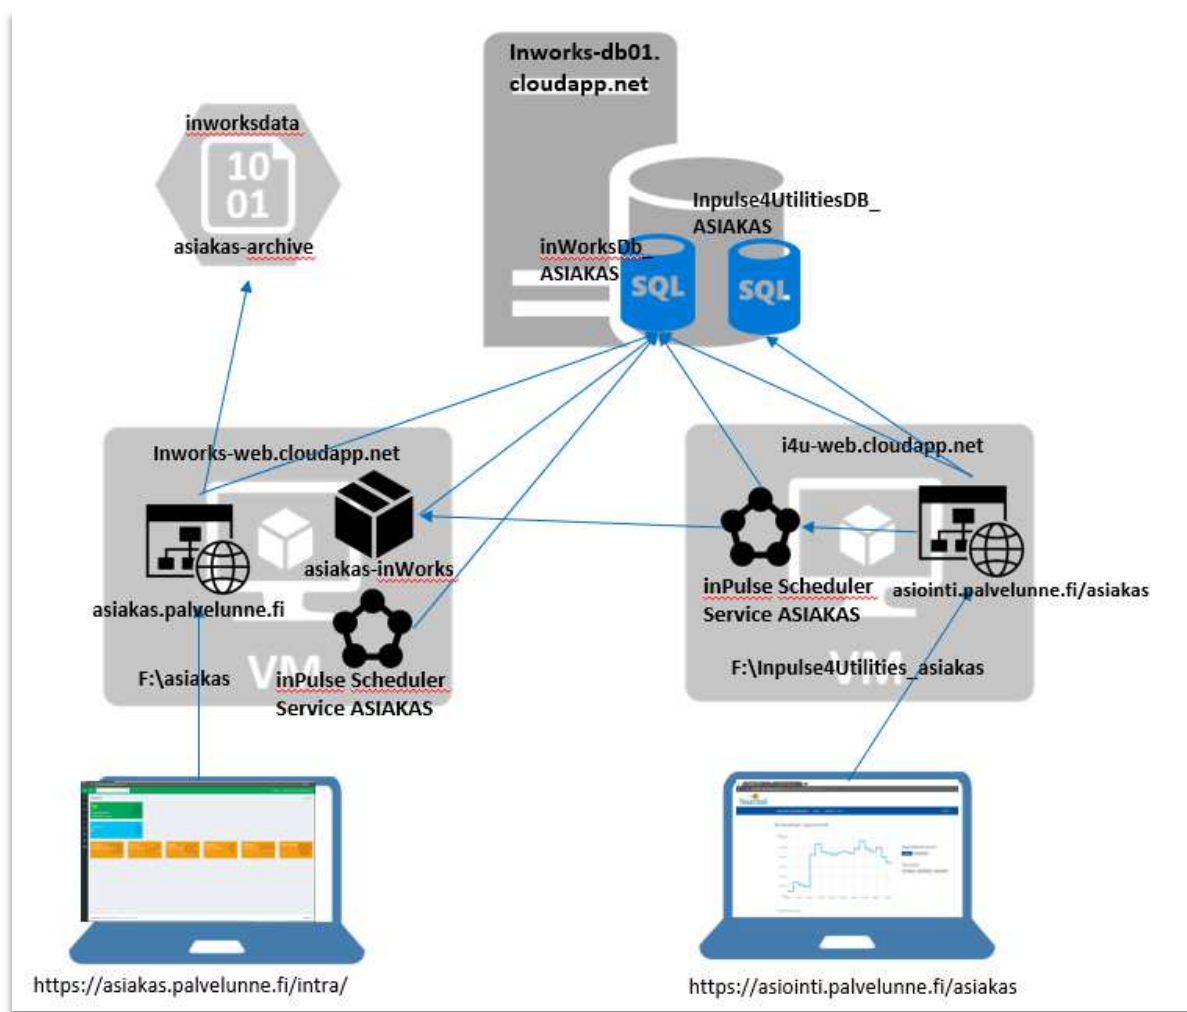 Inworks-db01.
cloudapp.net
inworksdata
10
01
asiakas-archive
Inpulse4UtilitiesDB_
ASIAKAS
inWorksDb_
ASIAKAS
SQL
SQL
Inworks-web.cloudapp.net
asiakas-inWorks
asiakas.palvelunne.fi
F:\asiakas
VM
inPulse Scheduler
Service ASIAKAS
i4u-web.cloudapp.net
inPulse Scheduler
Service ASIAKAS
asiointi.palvelunne.fi/asiakas
F:\Inpulse4Utilities_asiakas
VM
https://asiakas.palvelunne.fi/intra/
https://asiointi.palvelunne.fi/asiakas